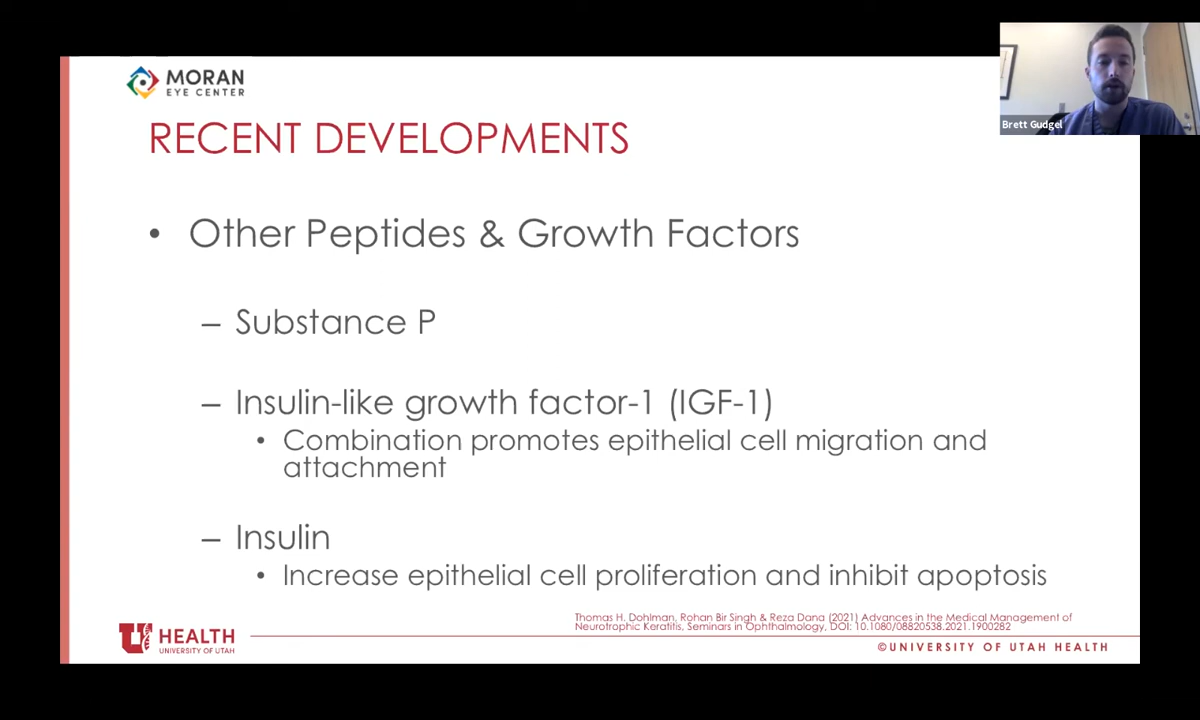 MORAN
EYE CENTER
Brett Gudgel
RECENT DEVELOPMENTS
• Other Peptides & Growth Factors
– Substance P
– Insulin-like growth factor-1 (IGF-1)
• Combination promotes epithelial cell migration and
attachment
– Insulin
• Increase epithelial cell proliferation and inhibit apoptosis
Thomas H. Dohlman, Rohan Bir Singh & Reza Dana (2021) Advances in the Medical Management of
Neurotrophic Keratitis, Seminars in Ophthalmology, DOI: 10.1080/08820538.2021.1900282
U HEALTH
UNIVERSITY OF UTAH
©UNIVERSITY OF UTAH HEALTH